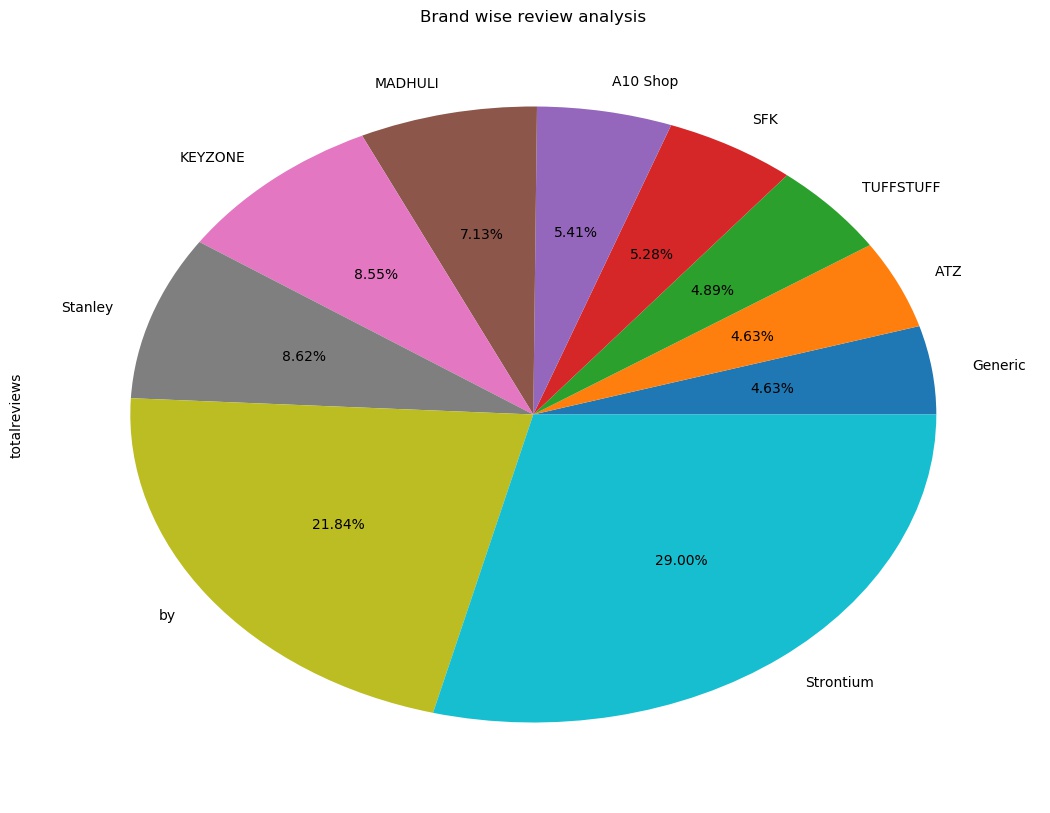 Brand wise review analysis
MADHULI
A10 Shop
SFK
KEYZONE
TUFFSTUFF
ATZ
Stanley
Generic
by
Strontium
totalreviews
7.13%
5.41%
5.28%
8.55%
4.89%
4.63%
8.62%
4.63%
21.84%
29.00%